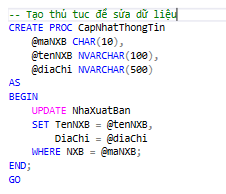 -- Tạo thủ tục để sửa dữ liệu
CREATE PROC CapNhatThongTin
@maNXB CHAR(10),
@tenNXB NVARCHAR(100),
@diaChi NVARCHAR(500)
AS
BEGIN
UPDATE NhaXuatBan
SET TenNXB = @tenNXB,
DiaChi = @diaChi
WHERE NXB = @maNXB;
END;
GO